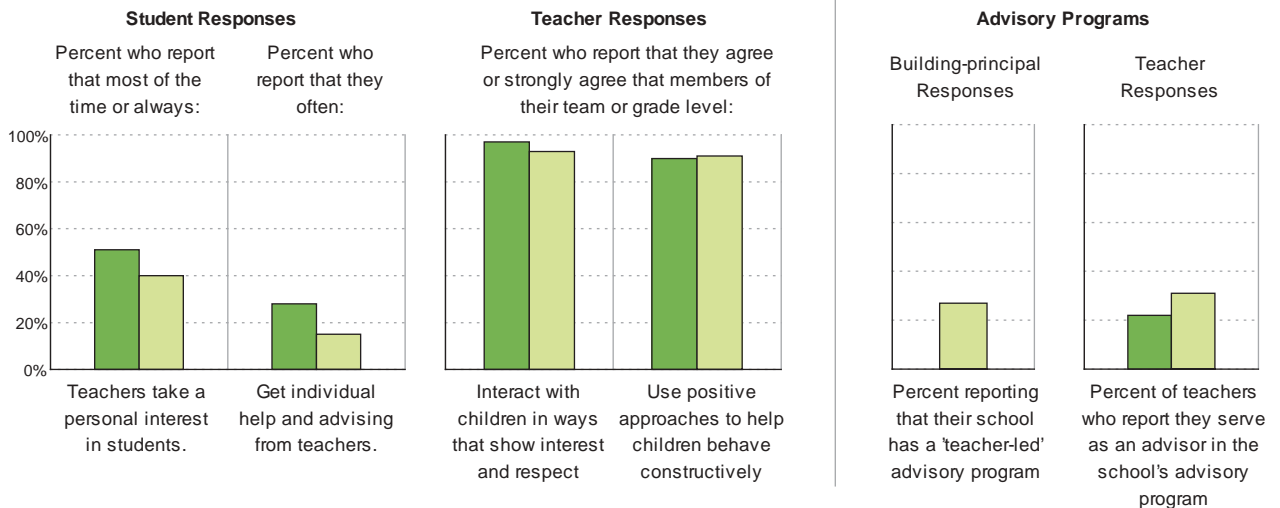 Student Responses
Percent who report
that most of the
time or always:
Percent who
report that they
often:
Teacher Responses
Percent who report that they agree
or strongly agree that members of
their team or grade level:
Advisory Programs
Building-principal
Responses
Teacher
Responses
100%
80%
60%
40%
20%
0%
Teachers take a
personal interest
in students.
Get individual
help and advising
from teachers.
Interact with
children in ways
that show interest
and respect
Use positive
approaches to help
children behave
constructively
Percent reporting
that their school
has a 'teacher-led'
advisory program
Percent of teachers
who report they serve
as an advisor in the
school's advisory
program